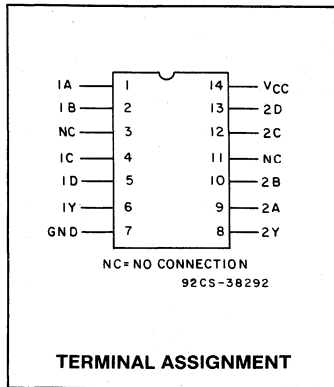 1A 1 14 VCC
1B 2 13 2D
NC 3 12 2C
1C 4 11 NC
1D 5 10 2B
1Y 6 9 2A
GND 7 8 2Y
NC = NO CONNECTION
92CS-38292
TERMINAL ASSIGNMENT